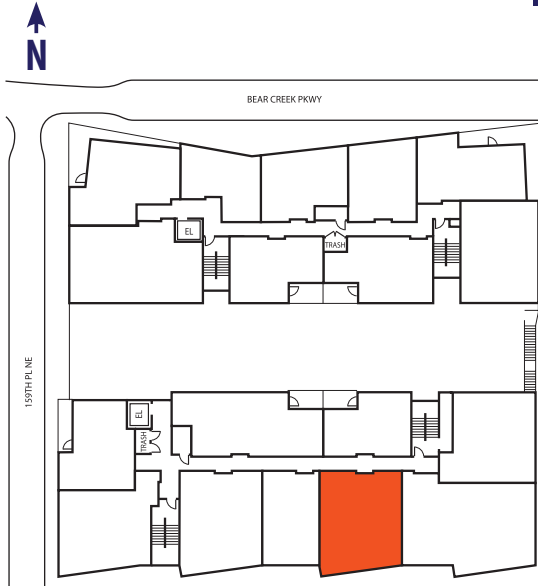 N
BEAR CREEK PKWY
EL
TRASH
159TH PL NE
EL
TRASH